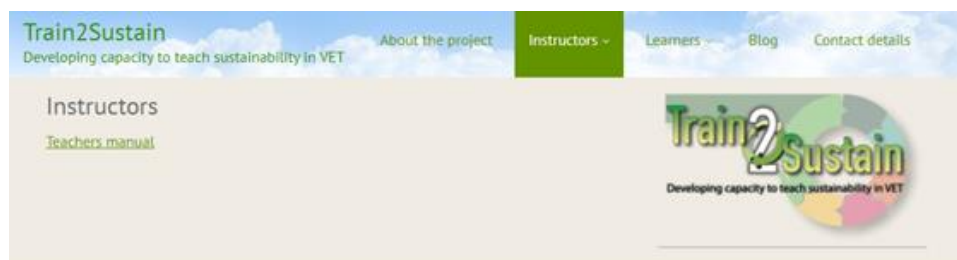 Train2Sustain
Developing capacity to teach sustainability in VET
About the project
Instructors
Learners
Blog
Contact details
Instructors
Teachers manual
Train2Sustain
Developing capacity to teach sustainability in VET